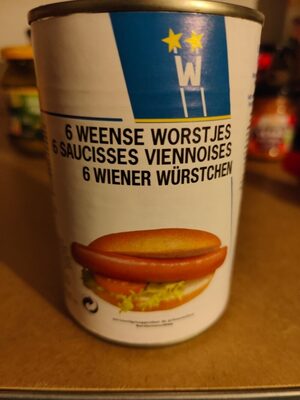 W
6 WEENSE WORSTJES
6 SAUCISSES VIENNOISES
6 WIENER WÜRSTCHEN